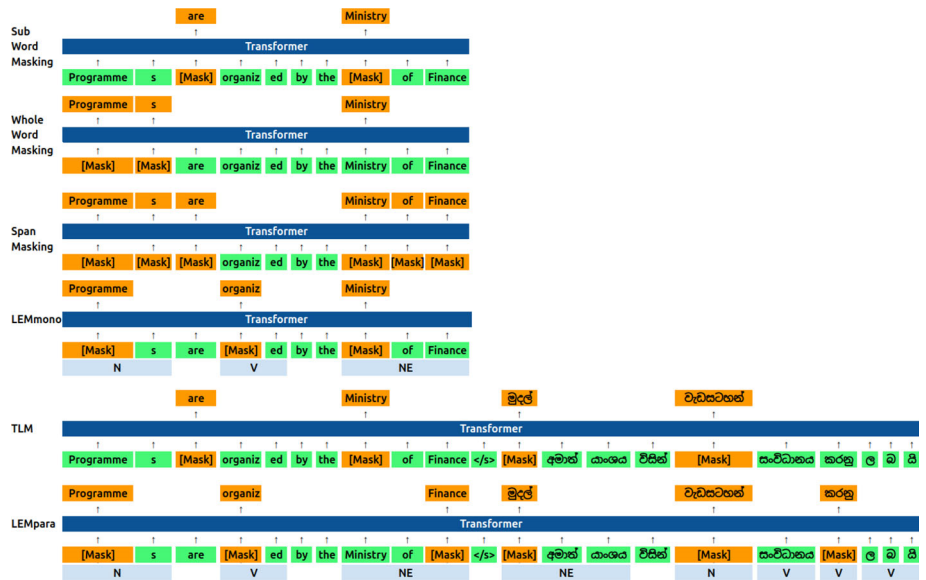 are Ministry
Sub Word Masking
Transformer
Programme s [Mask] organiz ed by the [Mask] of Finance
Programme s Ministry
Whole Word Masking
Transformer
[Mask] [Mask] are organiz ed by the Ministry of Finance
Programme s are Ministry of Finance
Span Masking
Transformer
[Mask] [Mask] [Mask] organiz ed by the [Mask] [Mask] [Mask]
Programme organiz Ministry
LEMmono Transformer
[Mask] s are [Mask] ed by the [Mask] of Finance
N V NE
are Ministry මුදල් වැඩසටහන්
TLM Transformer
Programme s [Mask] organiz ed by the [Mask] of Finance </s> [Mask] අමාත් යාංශය විසින් [Mask] සංවිධානය කරනු ල බ යි
Programme organiz Finance මුදල් වැඩසටහන් කරනු
LEMpara Transformer
[Mask] s are [Mask] ed by the Ministry of [Mask] </s> [Mask] අමාත් යාංශය විසින් [Mask] සංවිධානය [Mask] ල බ යි
N V NE NE N V V V